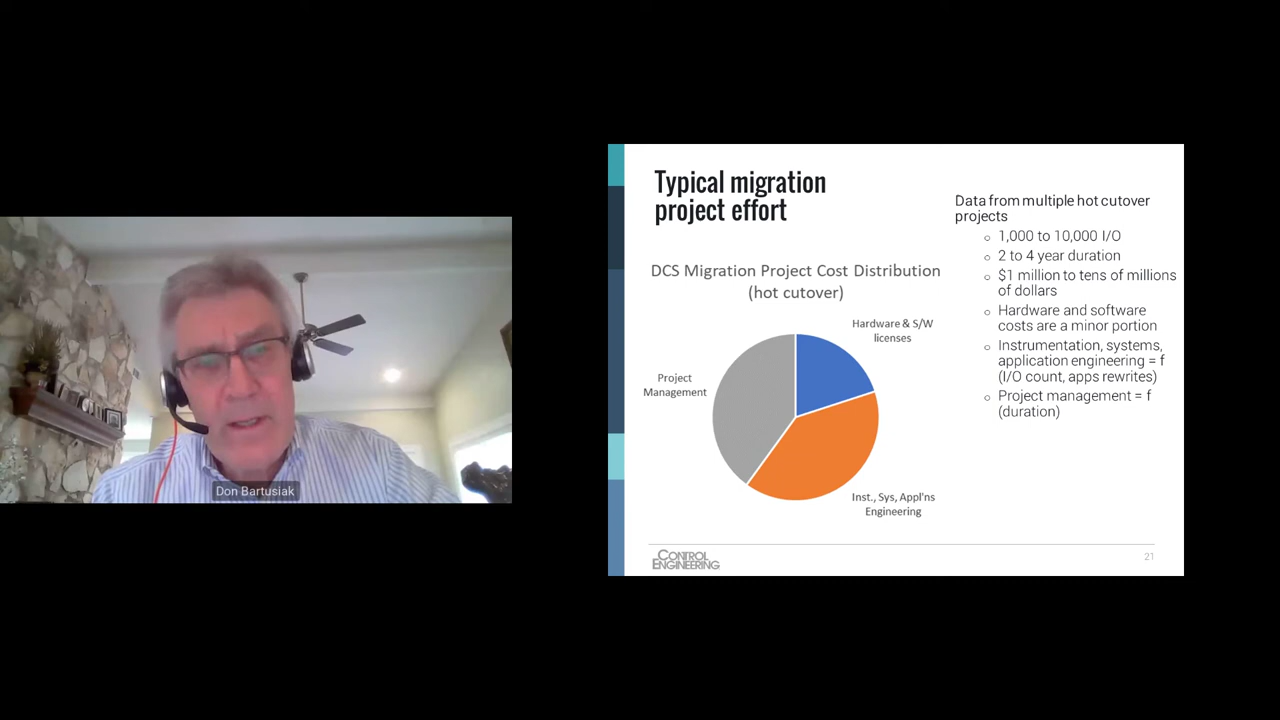 Don Bartusiak
Typical migration
project effort
DCS Migration Project Cost Distribution
(hot cutover)
Hardware & S/W
licenses
Project
Management
Inst., Sys, Appl'ns
Engineering
Data from multiple hot cutover
projects
1,000 to 10,000 I/O
2 to 4 year duration
$1 million to tens of millions
of dollars
Hardware and software
costs are a minor portion
Instrumentation, systems,
application engineering = f
(I/O count, apps rewrites)
Project management = f
(duration)
CONTROL
ENGINEERING
21